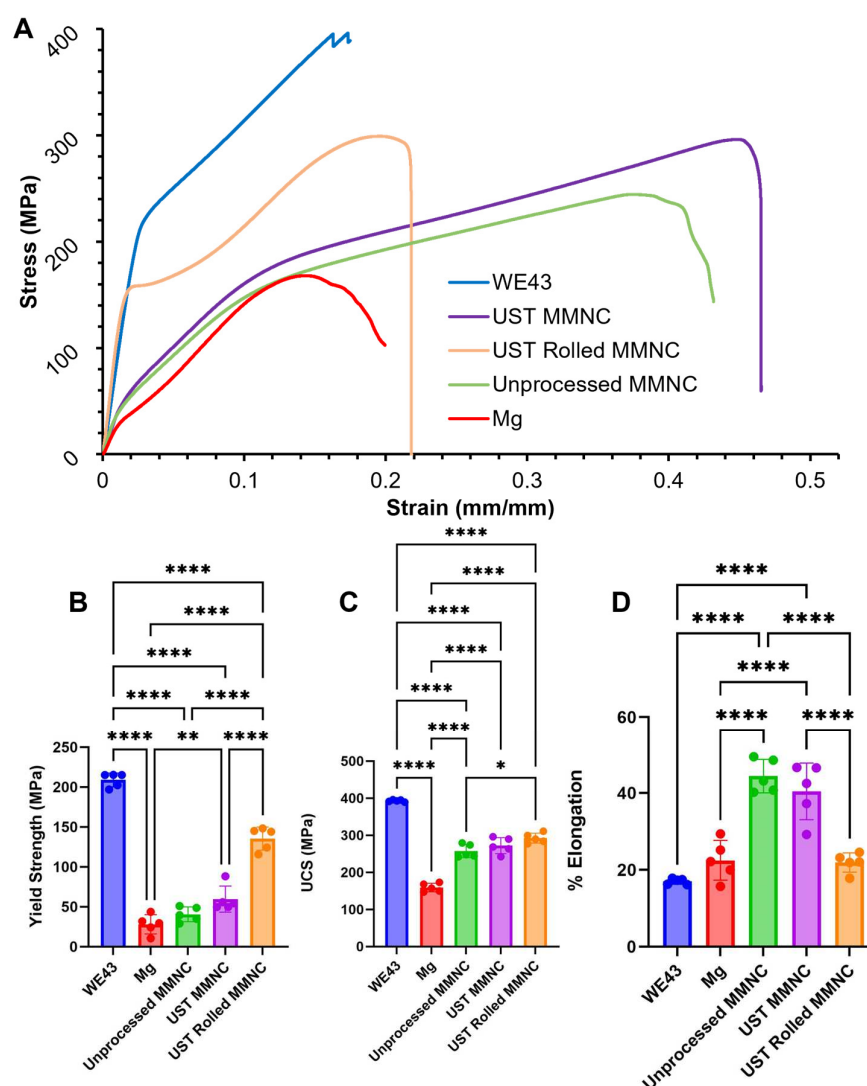 A
400
300
200
100
0
Stress (MPa)
WE43
UST MMNC
UST Rolled MMNC
Unprocessed MMNC
Mg
0 0.1 0.2 0.3 0.4 0.5
Strain (mm/mm)
B
****
****
****
**** ****
**** ** ****
250
200
150
100
50
0
Yield Strength (MPa)
WE43
Mg
Unprocessed MMNC
UST MMNC
UST Rolled MMNC
C
****
****
****
****
****
****
**** *
500
400
300
200
100
0
UCS (MPa)
WE43
Mg
Unprocessed MMNC
UST MMNC
UST Rolled MMNC
D
****
**** ****
****
**** ****
60
40
20
0
% Elongation
WE43
Mg
Unprocessed MMNC
UST MMNC
UST Rolled MMNC